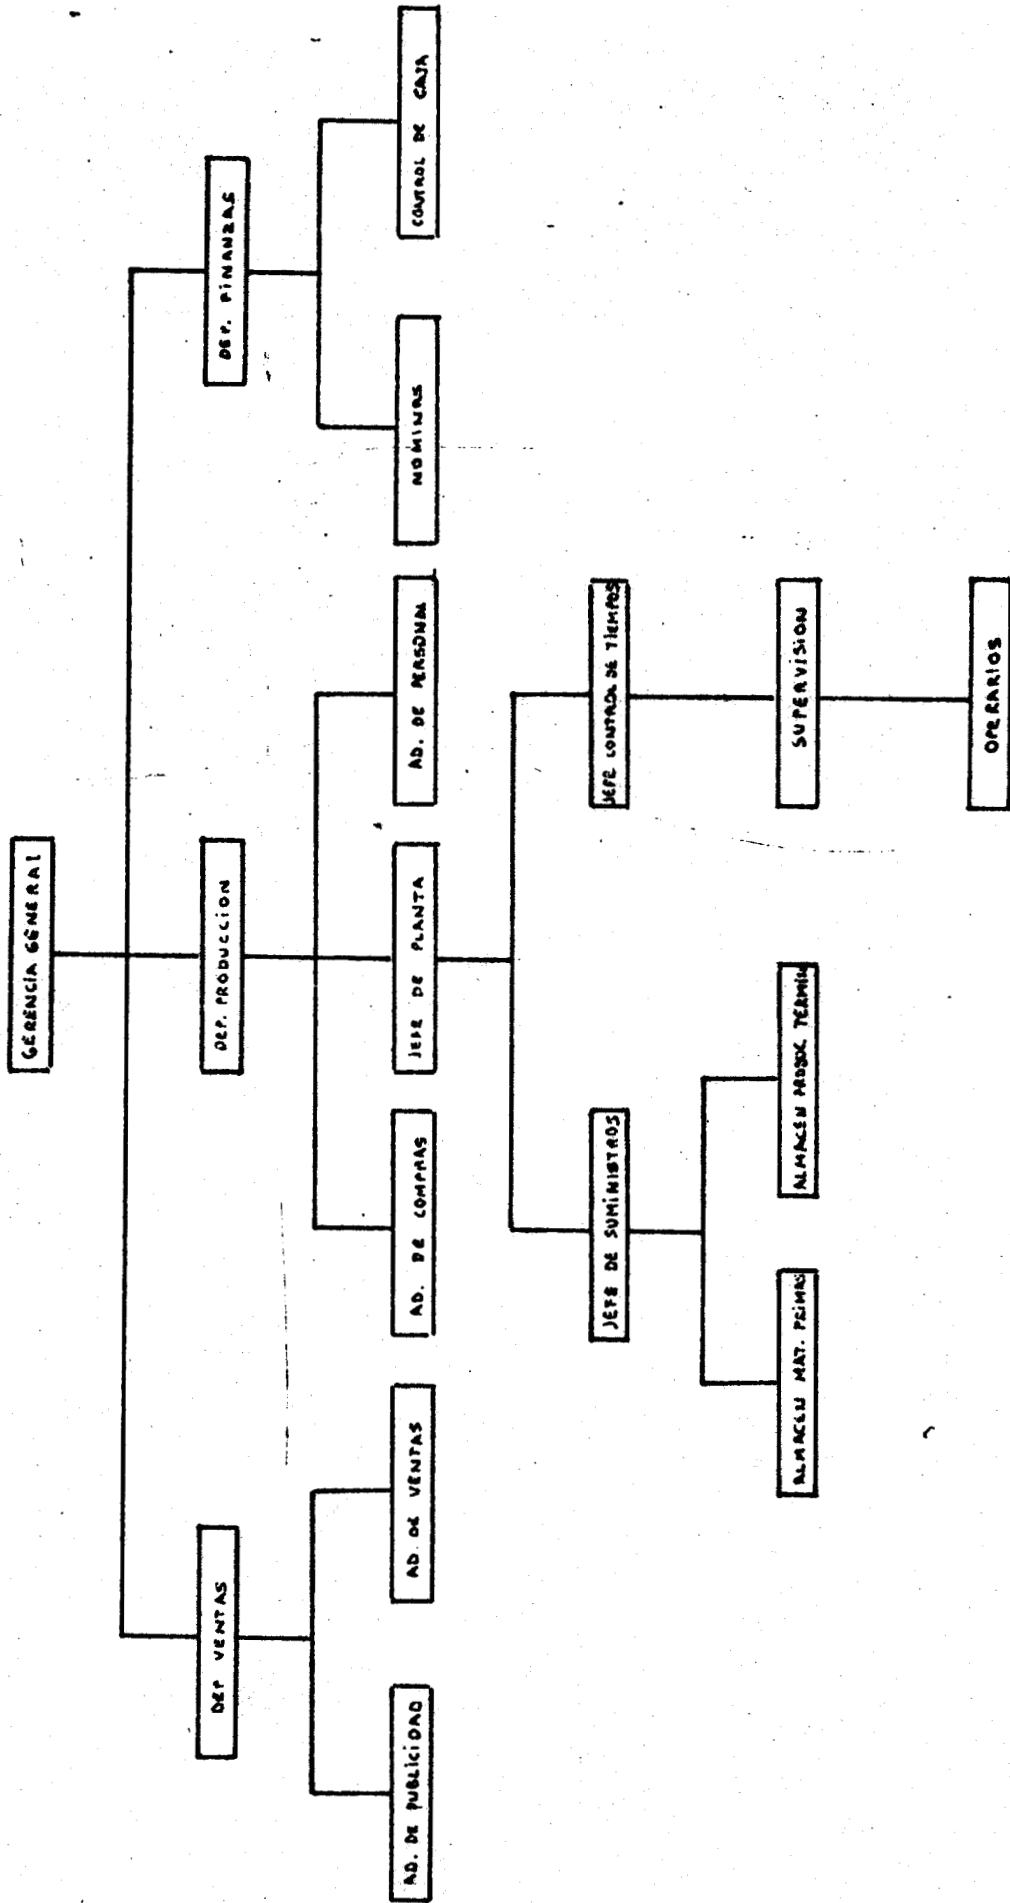 GERENCIA GENERAL
DEP VENTAS
DEP. PRODUCCION
DEP. FINANZAS
AD. DE PUBLICIDAD
AD. DE VENTAS
AD. DE COMPRAS
JEFE DE PLANTA
AD. DE PERSONAL
NOMINAS
CONTROL DE CAJA
JEFE DE SUMINISTROS
JEFE CONTROL DE TIEMPOS
ALMACEN MAT. PRIMAS
ALMACEN PRODUC TERMIN
SUPERVISION
OPERARIOS